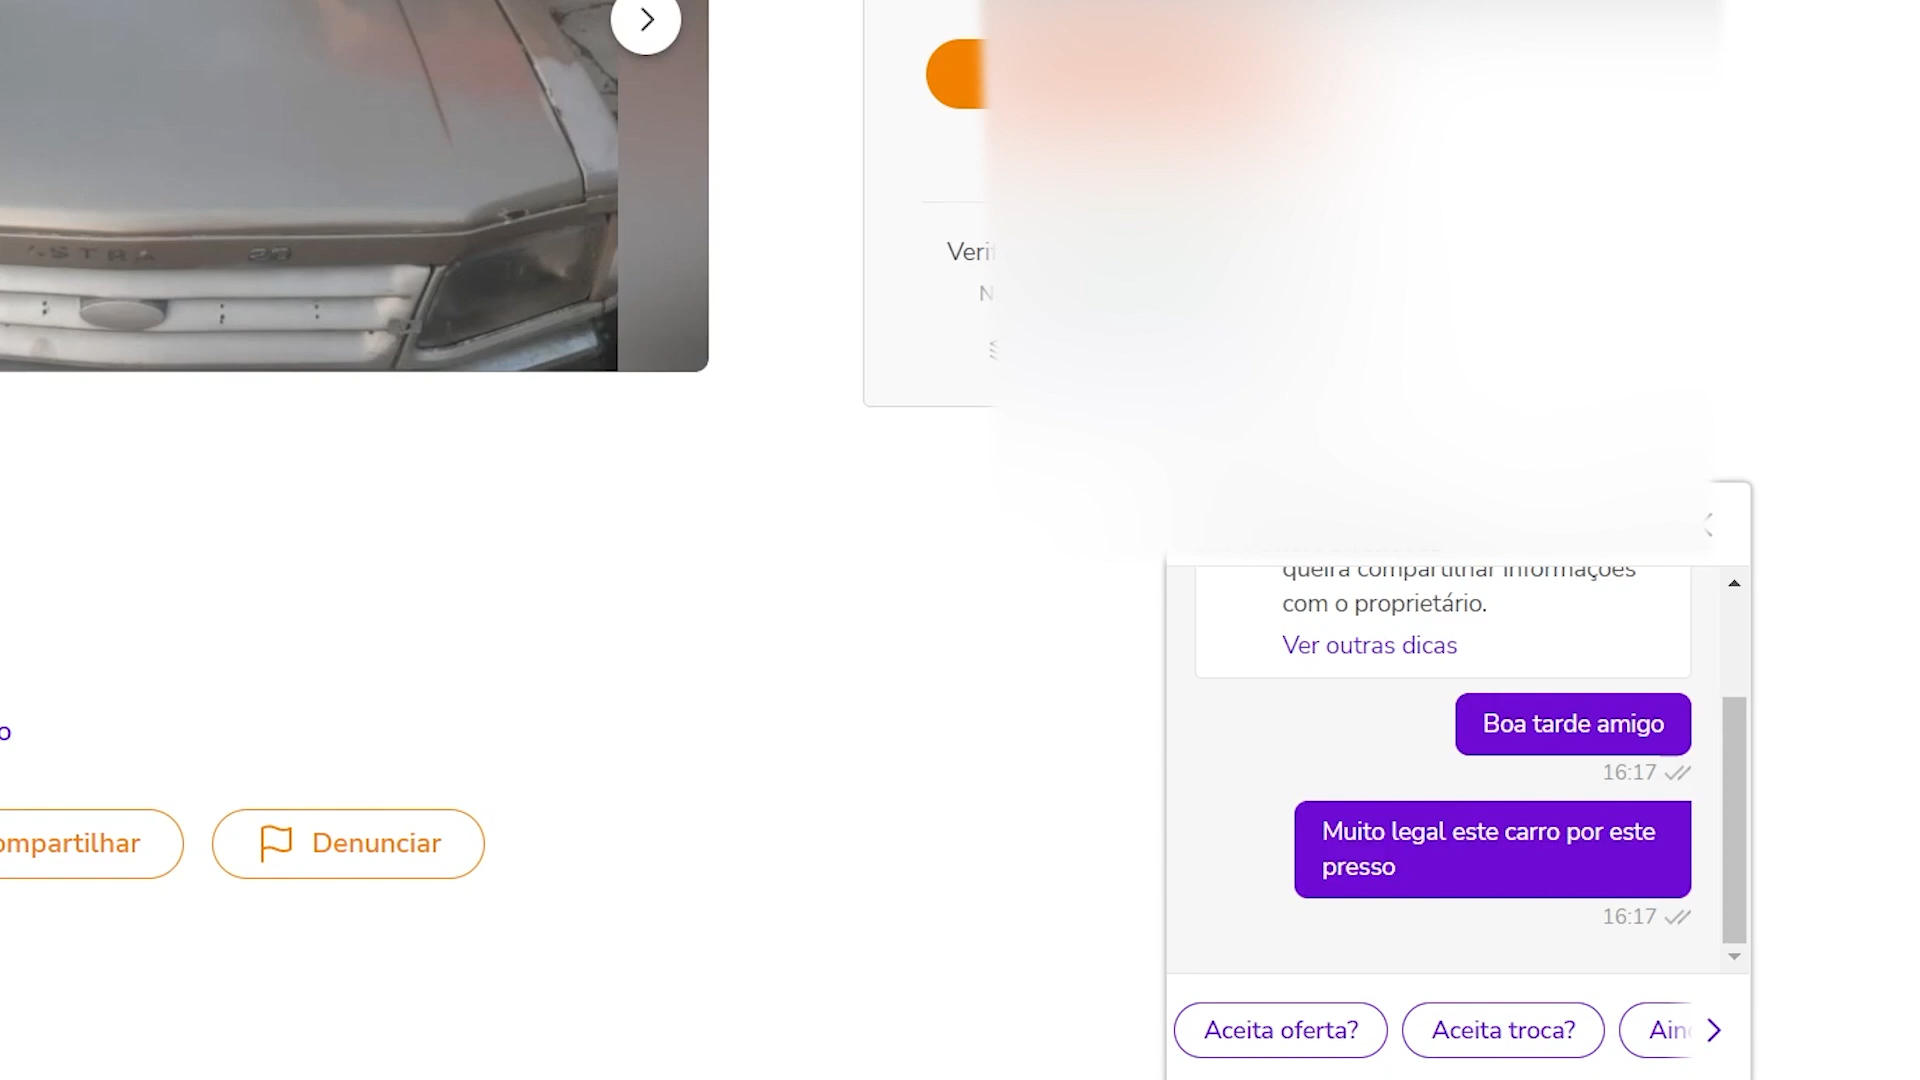 Veri
N
queira compartilhar informações
com o proprietário.
Ver outras dicas
Boa tarde amigo
16:17
Muito legal este carro por este
presso
16:17
o
ompartilhar
Denunciar
Aceita oferta?
Aceita troca?
Ain